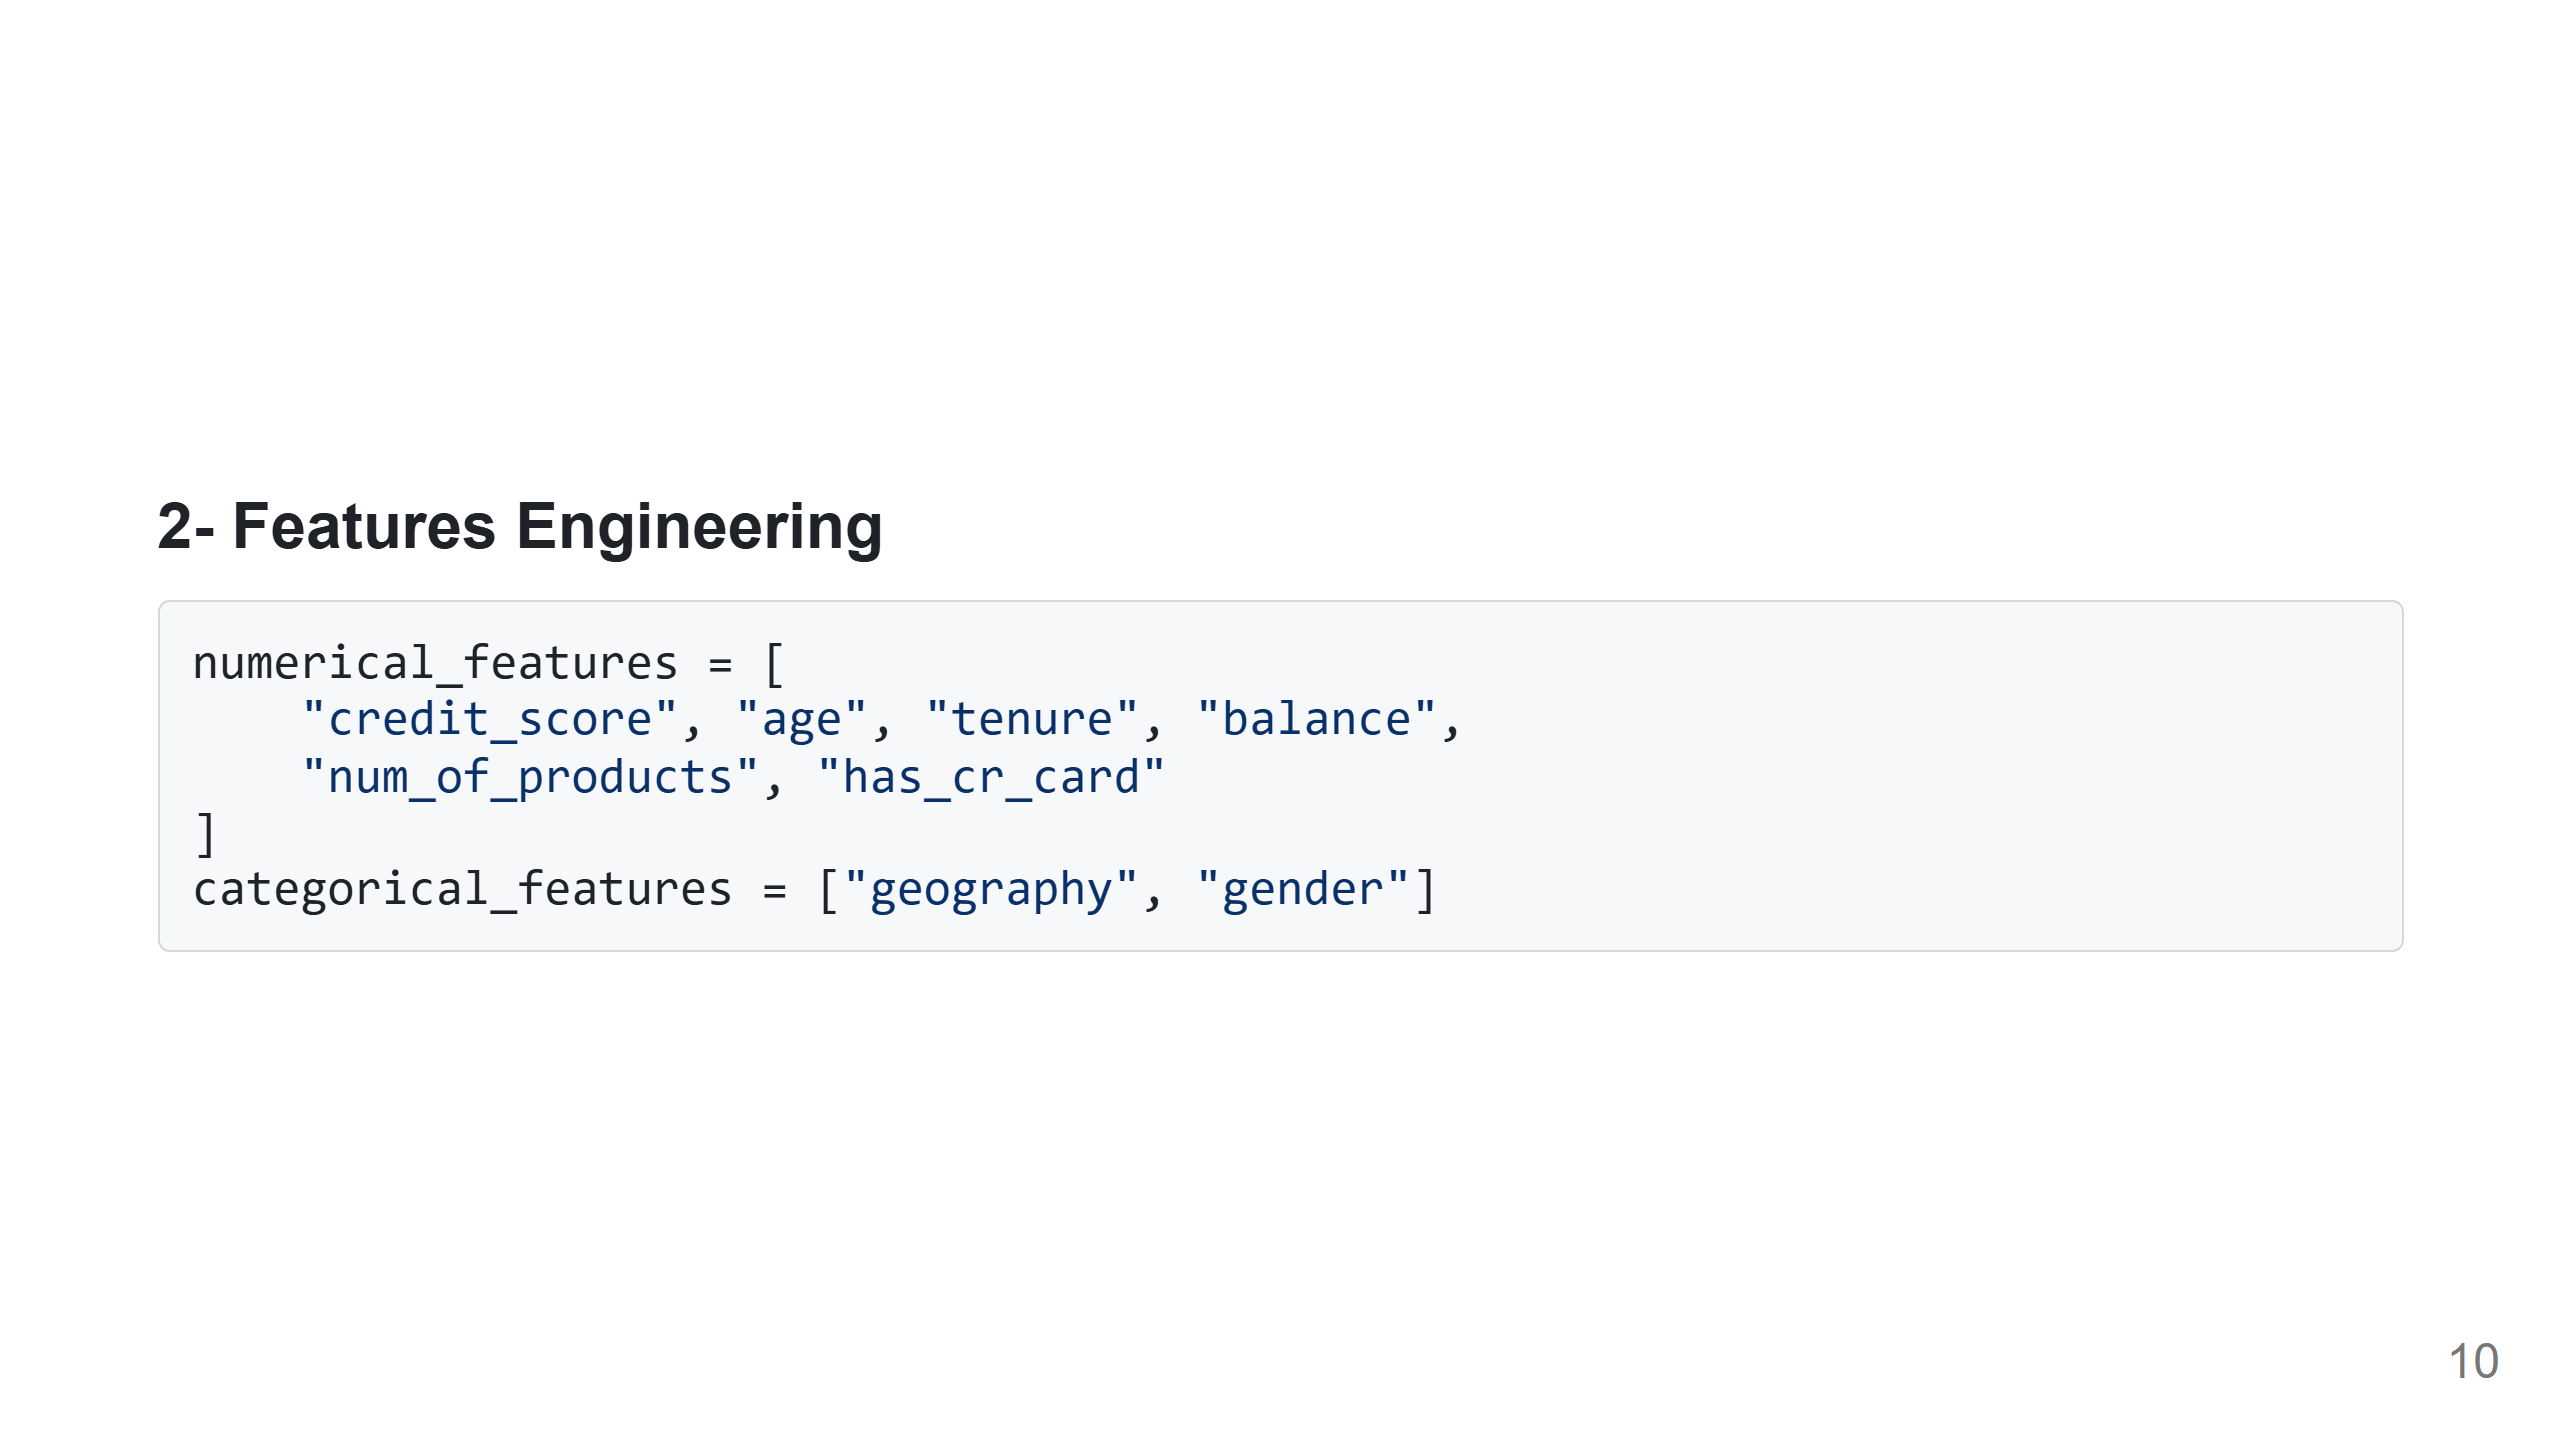 2- Features Engineering
numerical_features = [
    "credit_score", "age", "tenure", "balance",
    "num_of_products", "has_cr_card"
]
categorical_features = ["geography", "gender"]
10